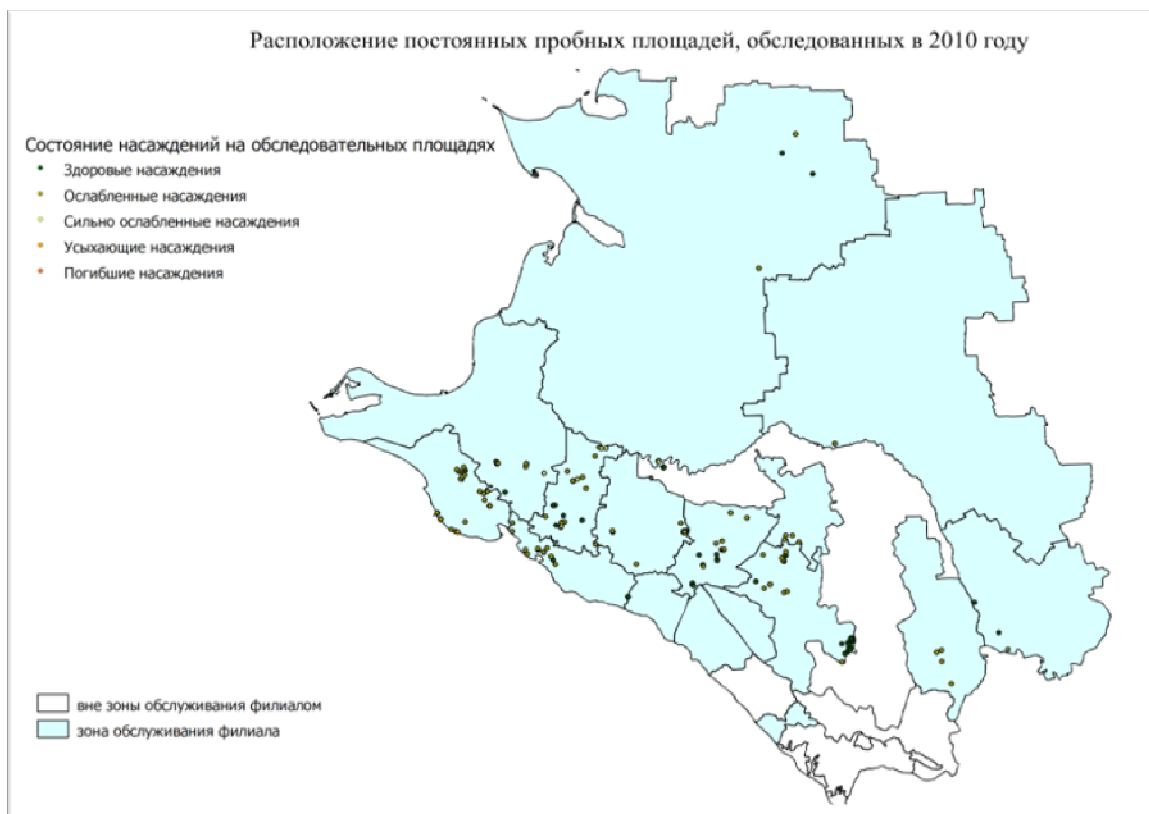 Расположение постоянных пробных площадей, обследованных в 2010 году
Состояние насаждений на обследовательных площадях
Здоровые насаждения
Ослабленные насаждения
Сильно ослабленные насаждения
Усыхающие насаждения
Погибшие насаждения
вне зоны обслуживания филиалом
зона обслуживания филиала